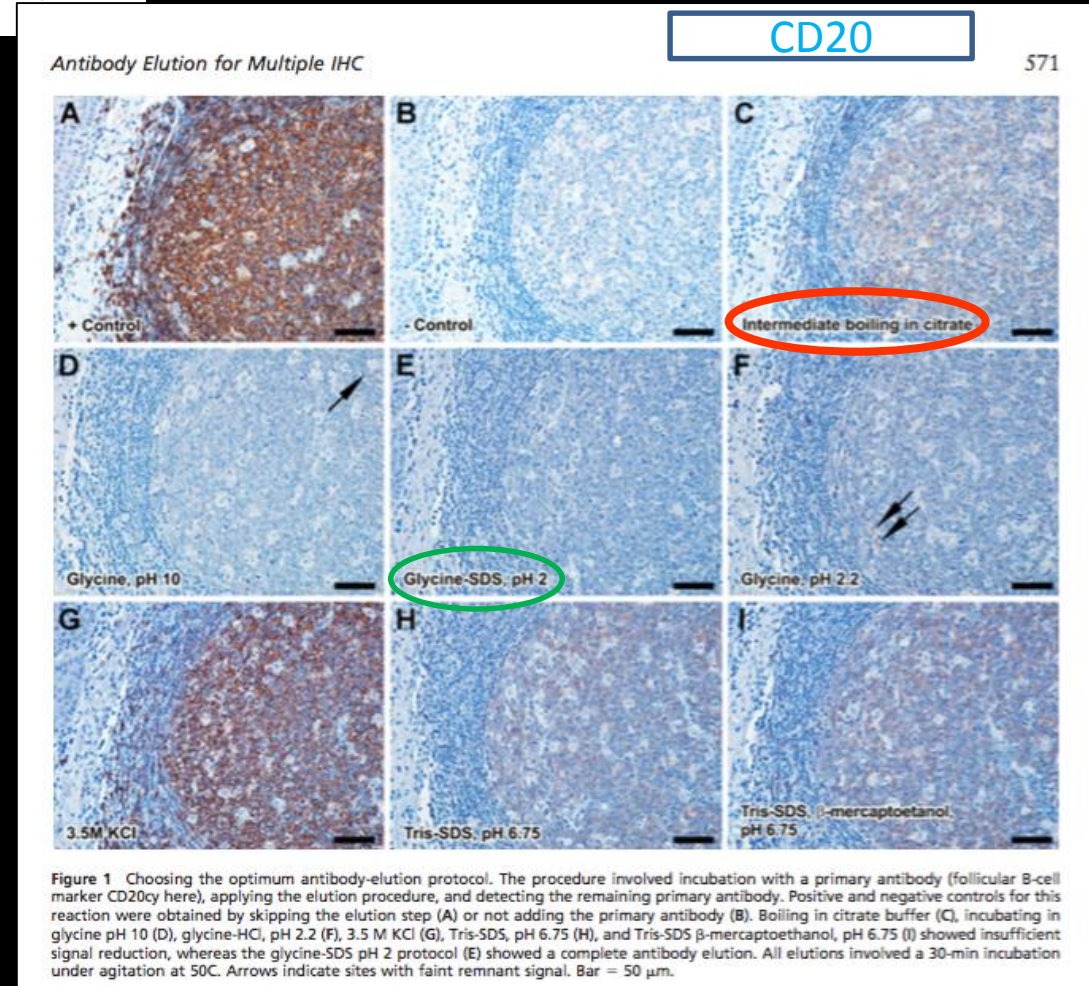 CD20
Antibody Elution for Multiple IHC
571
A
B
C
+ Control
- Control
Intermediate boiling in citrate
D
E
F
Glycine, pH 10
Glycine-SDS, pH 2
Glycine, pH 2.2
G
H
I
3.5M KCl
Tris-SDS, pH 6.75
Tris-SDS, β-mercaptoetanol,
pH 6.75
Figure 1 Choosing the optimum antibody-elution protocol. The procedure involved incubation with a primary antibody (follicular B-cell
marker CD20cy here), applying the elution procedure, and detecting the remaining primary antibody. Positive and negative controls for this
reaction were obtained by skipping the elution step (A) or not adding the primary antibody (B). Boiling in citrate buffer (C), incubating in
glycine pH 10 (D), glycine-HCl, pH 2.2 (F), 3.5 M KCl (G), Tris-SDS, pH 6.75 (H), and Tris-SDS β-mercaptoethanol, pH 6.75 (I) showed insufficient
signal reduction, whereas the glycine-SDS pH 2 protocol (E) showed a complete antibody elution. All elutions involved a 30-min incubation
under agitation at 50C. Arrows indicate sites with faint remnant signal. Bar = 50 μm.